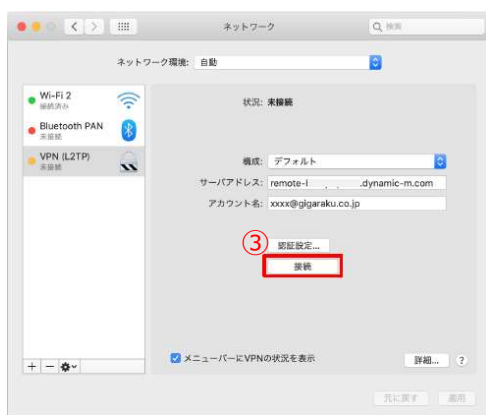 ネットワーク
検索
ネットワーク環境: 自動
Wi-Fi 2
接続済み
Bluetooth PAN
未接続
VPN (L2TP)
未接続
状況: 未接続
構成: デフォルト
サーバアドレス: remote- .dynamic-m.com
アカウント名: xxxx@gigaraku.co.jp
③
認証設定...
接続
メニューバーにVPNの状況を表示
詳細... ?
元に戻す 適用